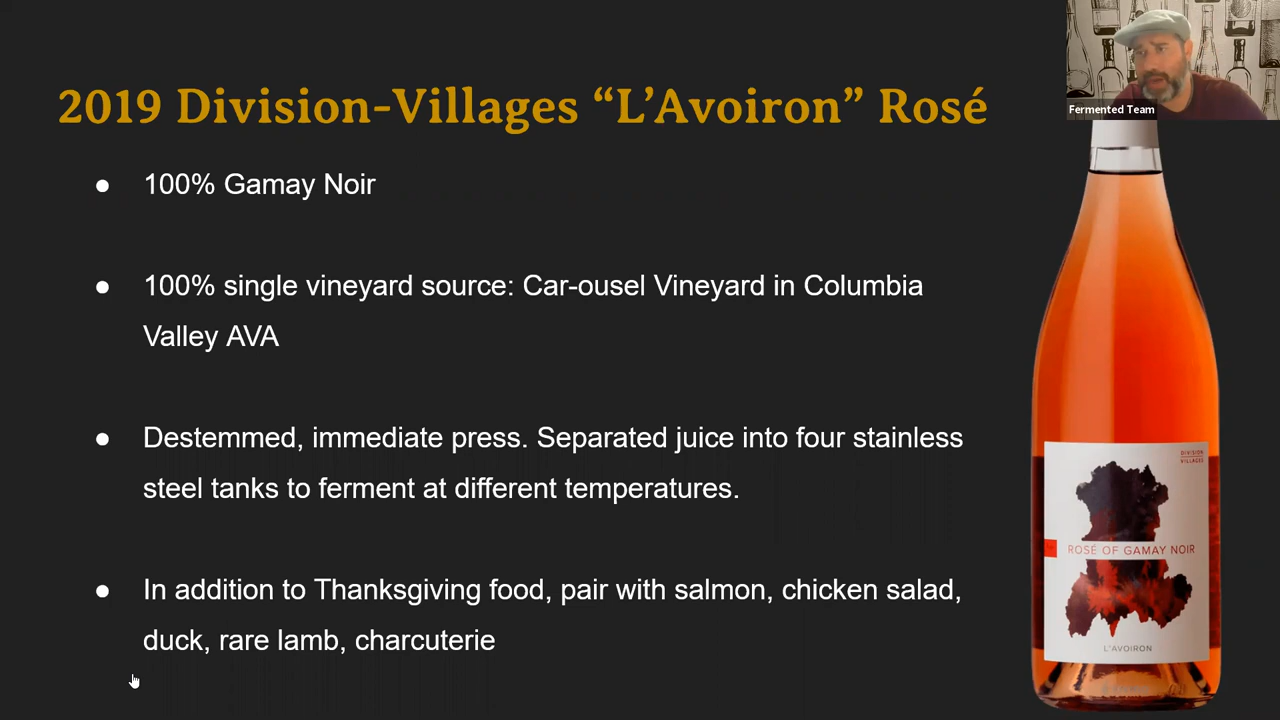 2019 Division-Villages “L’Avoiron” Rosé
Fermented Team
● 100% Gamay Noir
● 100% single vineyard source: Car-ousel Vineyard in Columbia
Valley AVA
● Destemmed, immediate press. Separated juice into four stainless
steel tanks to ferment at different temperatures.
● In addition to Thanksgiving food, pair with salmon, chicken salad,
duck, rare lamb, charcuterie
DIVISION
VILLAGES
ROSÉ OF GAMAY NOIR
L'AVOIRON